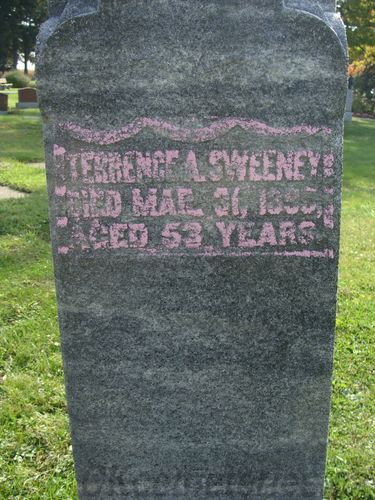 TERRENCE A. SWEENEY
DIED MAR. 31,
AGED 53 YEARS